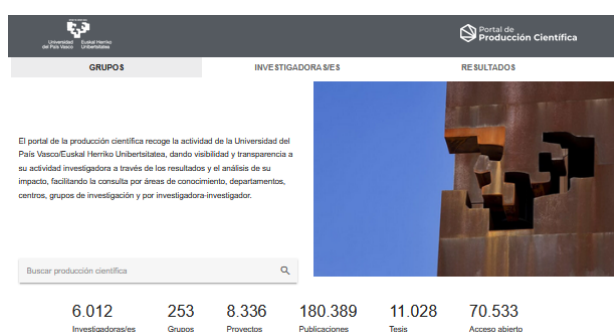 Universidad del País Vasco
Euskal Herriko Unibertsitatea
Portal de
Producción Científica
GRUPOS
INVESTIGADORAS/ES
RESULTADOS
El portal de la producción científica recoge la actividad de la Universidad del
País Vasco/Euskal Herriko Unibertsitatea, dando visibilidad y transparencia a
su actividad investigadora a través de los resultados y el análisis de su
impacto, facilitando la consulta por áreas de conocimiento, departamentos,
centros, grupos de investigación y por investigadora-investigador.
Buscar producción científica
6.012 253 8.336 180.389 11.028 70.533
Investigadoras/es Grupos Proyectos Publicaciones Tesis Acceso abierto